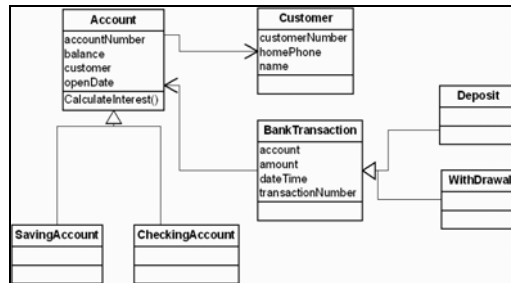 Account
accountNumber
balance
customer
openDate
CalculateInterest()
Customer
customerNumber
homePhone
name
BankTransaction
account
amount
dateTime
transactionNumber
Deposit
WithDrawal
SavingAccount
CheckingAccount